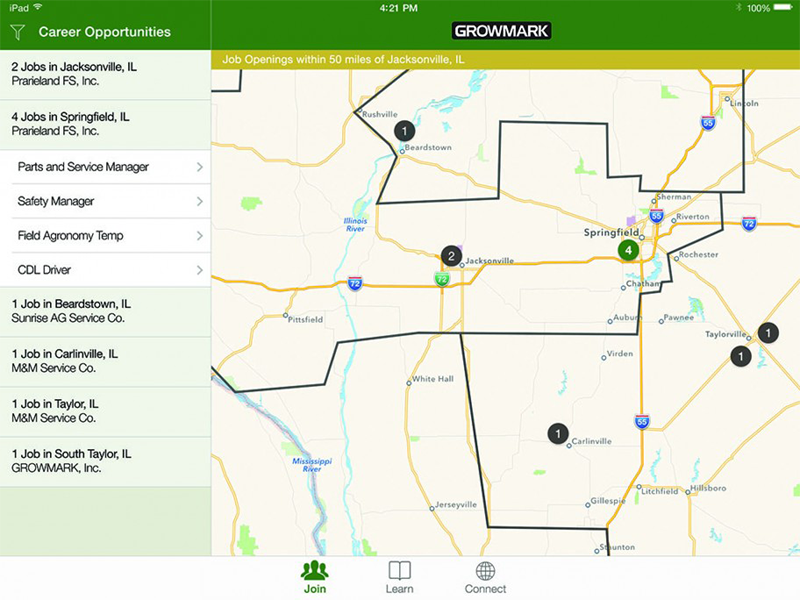 iPad
4:21 PM
100%
Career Opportunities
GROWMARK
Job Openings within 50 miles of Jacksonville, IL
2 Jobs in Jacksonville, IL
Prarieland FS, Inc.
4 Jobs in Springfield, IL
Prarieland FS, Inc.
Parts and Service Manager
Safety Manager
Field Agronomy Temp
CDL Driver
1 Job in Beardstown, IL
Sunrise AG Service Co.
1 Job in Carlinville, IL
M&M Service Co.
1 Job in Taylor, IL
M&M Service Co.
1 Job in South Taylor, IL
GROWMARK, Inc.
Lincoln
Rushville
55
1
Beardstown
Sherman
55
Riverton
72
Illinois
River
Springfield
4
2
Jacksonville
Rochester
72
72
Chatham
Pittsfield
Auburn
Pawnee
Taylorville
1
1
Virden
White Hall
55
1
Carlinville
Mississippi
River
Litchfield
Hillsboro
Jerseyville
Gillespie
Staunton
Join
Learn
Connect